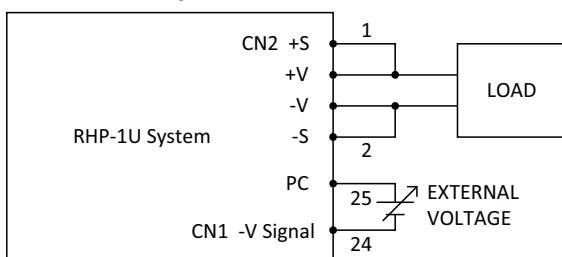 1
CN2 +S
+V
-V
LOAD
RHP-1U System
-S
2
PC
25
EXTERNAL
VOLTAGE
CN1 -V Signal
24